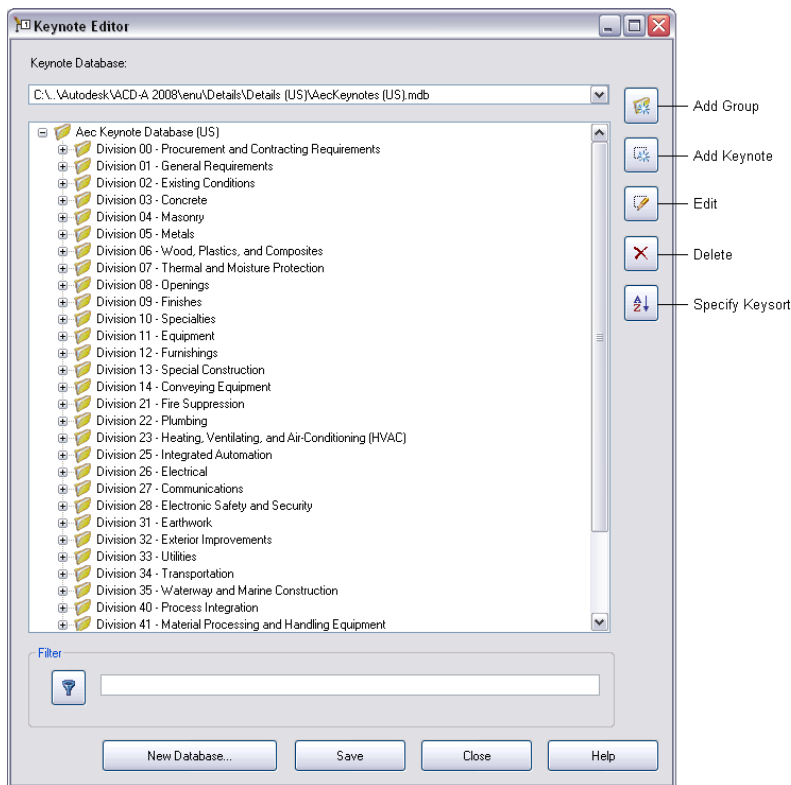 Keynote Editor
Keynote Database:
C:\..\Autodesk\ACD-A 2008\enu\Details\Details (US)\AecKeynotes (US).mdb
Add Group
Aec Keynote Database (US)
Division 00 - Procurement and Contracting Requirements
Add Keynote
Division 01 - General Requirements
Division 02 - Existing Conditions
Division 03 - Concrete
Edit
Division 04 - Masonry
Division 05 - Metals
Division 06 - Wood, Plastics, and Composites
Delete
Division 07 - Thermal and Moisture Protection
Division 08 - Openings
Division 09 - Finishes
Specify Keysort
Division 10 - Specialties
Division 11 - Equipment
Division 12 - Furnishings
Division 13 - Special Construction
Division 14 - Conveying Equipment
Division 21 - Fire Suppression
Division 22 - Plumbing
Division 23 - Heating, Ventilating, and Air-Conditioning (HVAC)
Division 25 - Integrated Automation
Division 26 - Electrical
Division 27 - Communications
Division 28 - Electronic Safety and Security
Division 31 - Earthwork
Division 32 - Exterior Improvements
Division 33 - Utilities
Division 34 - Transportation
Division 35 - Waterway and Marine Construction
Division 40 - Process Integration
Division 41 - Material Processing and Handling Equipment
Filter
New Database... Save Close Help